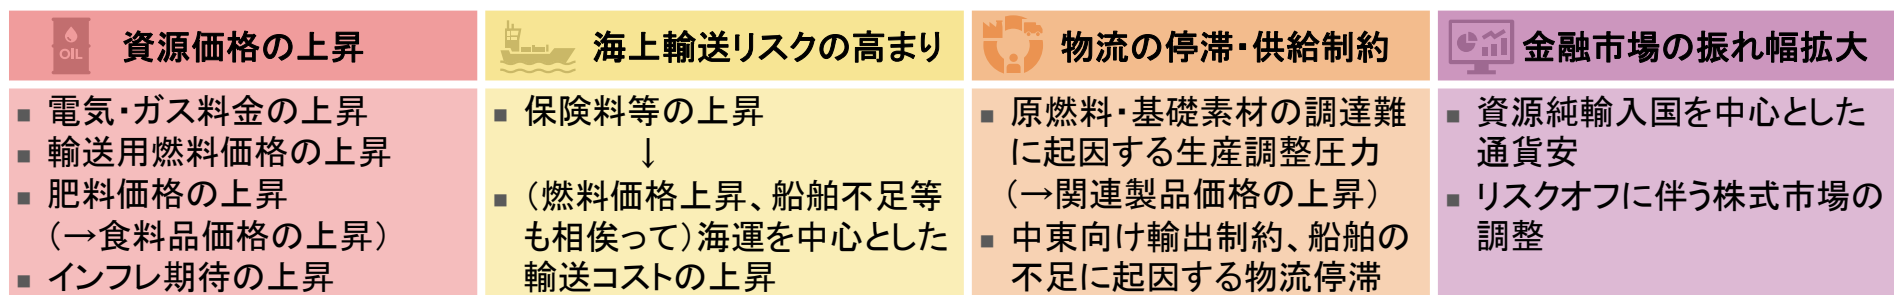 OIL
資源価格の上昇
■ 電気・ガス料金の上昇
■ 輸送用燃料価格の上昇
■ 肥料価格の上昇
（→食料品価格の上昇）
■ インフレ期待の上昇
海上輸送リスクの高まり
■ 保険料等の上昇
↓
■ （燃料価格上昇、船舶不足等
も相俟って）海運を中心とした
輸送コストの上昇
物流の停滞・供給制約
■ 原燃料・基礎素材の調達難
に起因する生産調整圧力
（→関連製品価格の上昇）
■ 中東向け輸出制約、船舶の
不足に起因する物流停滞
金融市場の振れ幅拡大
■ 資源純輸入国を中心とした
通貨安
■ リスクオフに伴う株式市場の
調整